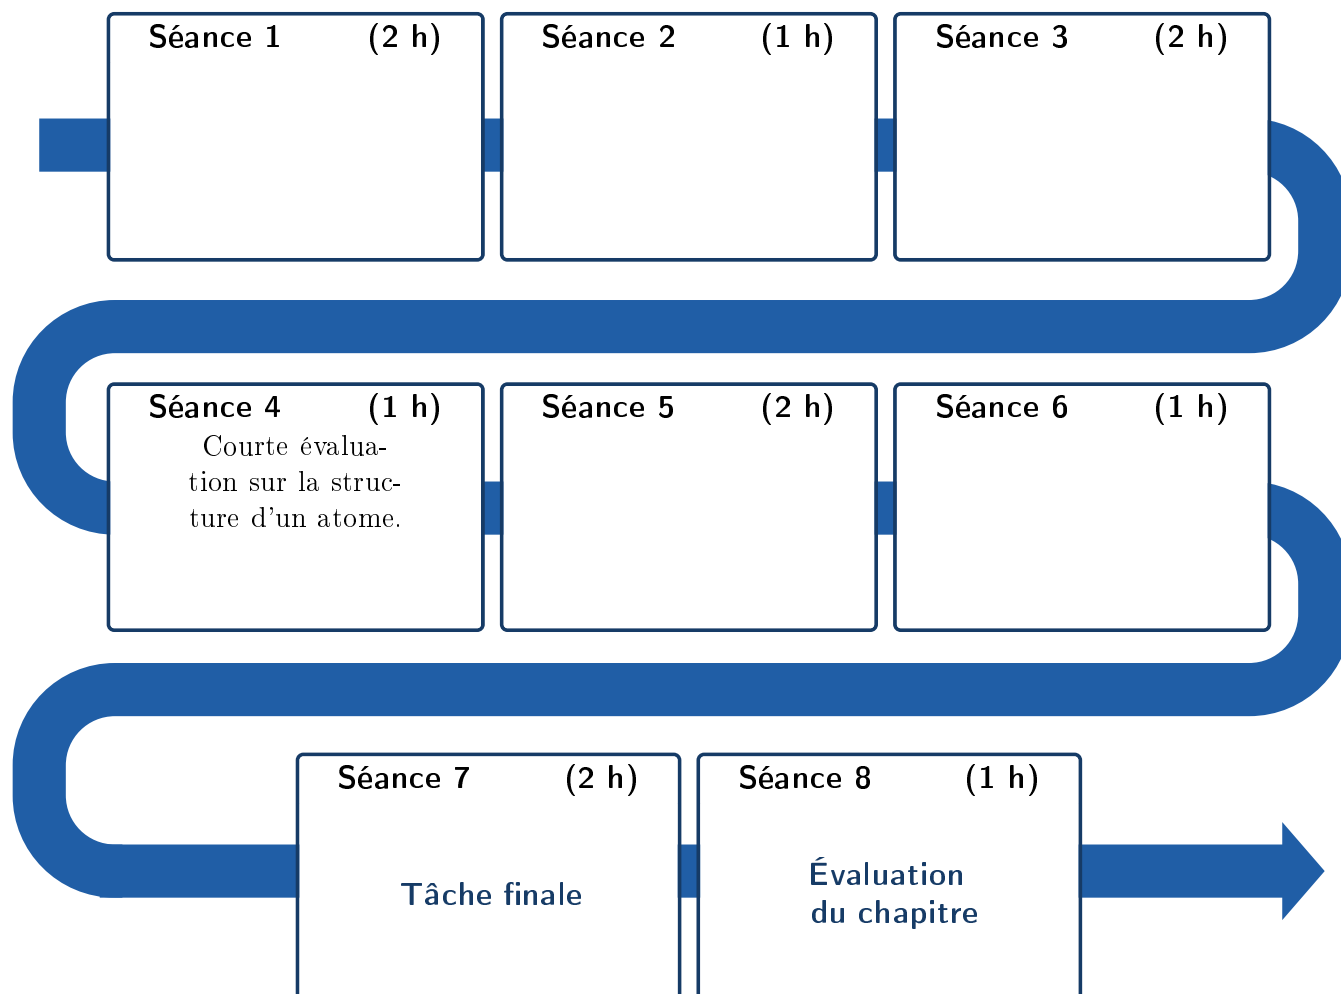 Séance 1 (2 h)
Séance 2 (1 h)
Séance 3 (2 h)
Séance 4 (1 h)
Courte évalua-
tion sur la struc-
ture d'un atome.
Séance 5 (2 h)
Séance 6 (1 h)
Séance 7 (2 h)
Tâche finale
Séance 8 (1 h)
Évaluation
du chapitre